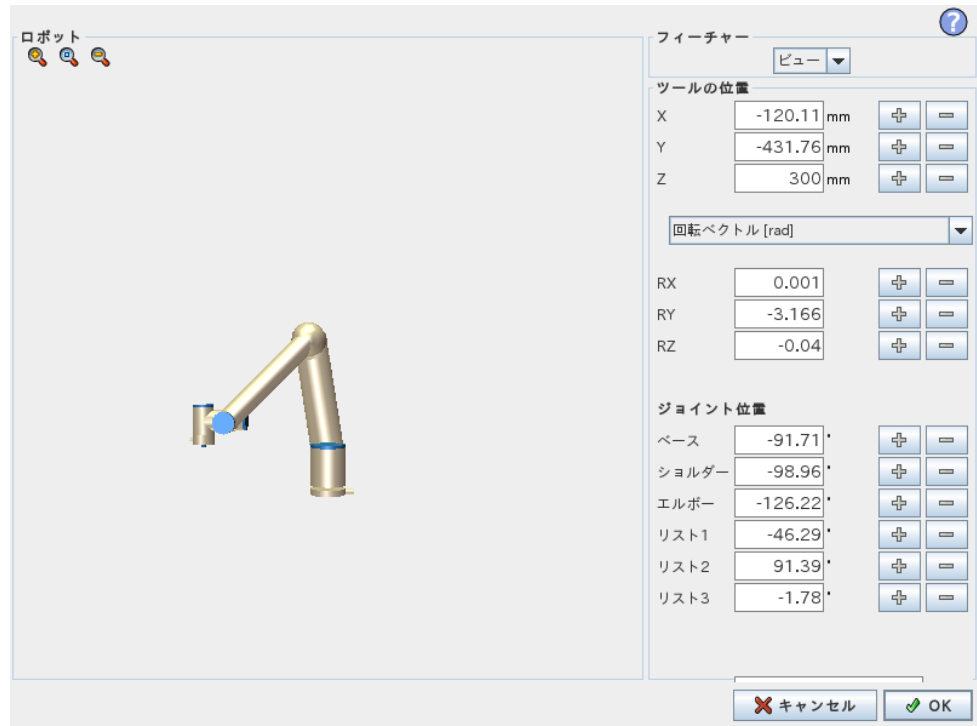 ロボット
フィーチャー
ビュー
ツールの位置
X -120.11 mm
Y -431.76 mm
Z 300 mm
回転ベクトル [rad]
RX 0.001
RY -3.166
RZ -0.04
ジョイント位置
ベース -91.71 °
ショルダー -98.96 °
エルボー -126.22 °
リスト1 -46.29 °
リスト2 91.39 °
リスト3 -1.78 °
キャンセル OK